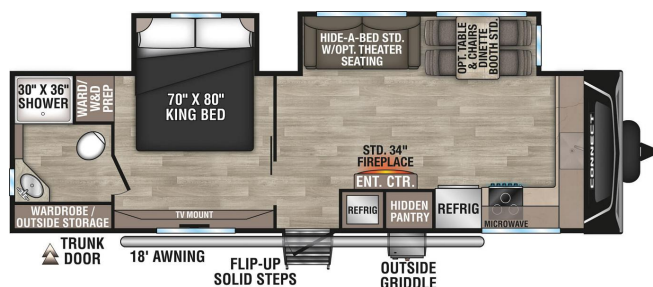 30" X 36"
SHOWER
WARD/
W&D
PREP
70" X 80"
KING BED
HIDE-A-BED STD.
W/OPT. THEATER
SEATING
OPT. TABLE
& CHAIRS
DINETTE
BOOTH STD.
CONNECT
STD. 34"
FIREPLACE
ENT. CTR.
REFRIG
HIDDEN
PANTRY
REFRIG
MICROWAVE
WARDROBE /
OUTSIDE STORAGE
TV MOUNT
TRUNK
DOOR
18' AWNING
FLIP-UP
SOLID STEPS
OUTSIDE
GRIDDLE